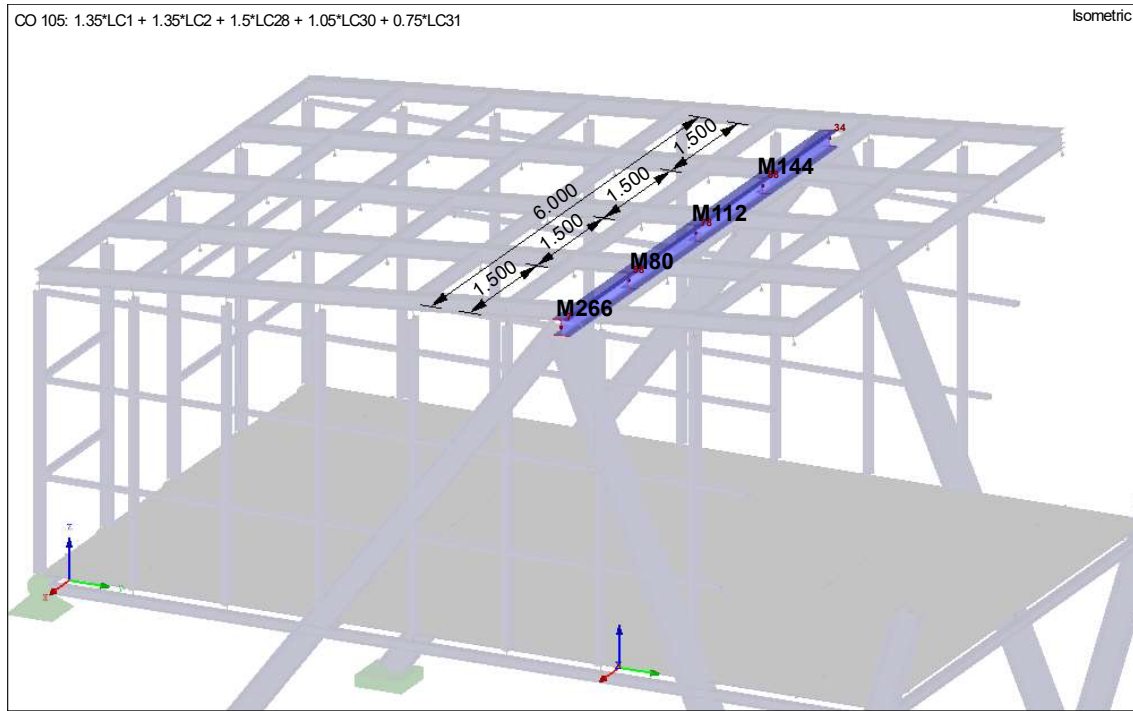 CO 105: 1.35*LC1 + 1.35*LC2 + 1.5*LC28 + 1.05*LC30 + 0.75*LC31
Isometric
34
1.500
M144
6.000
1.500
M112
1.500
M80
1.500
M266
Z
X